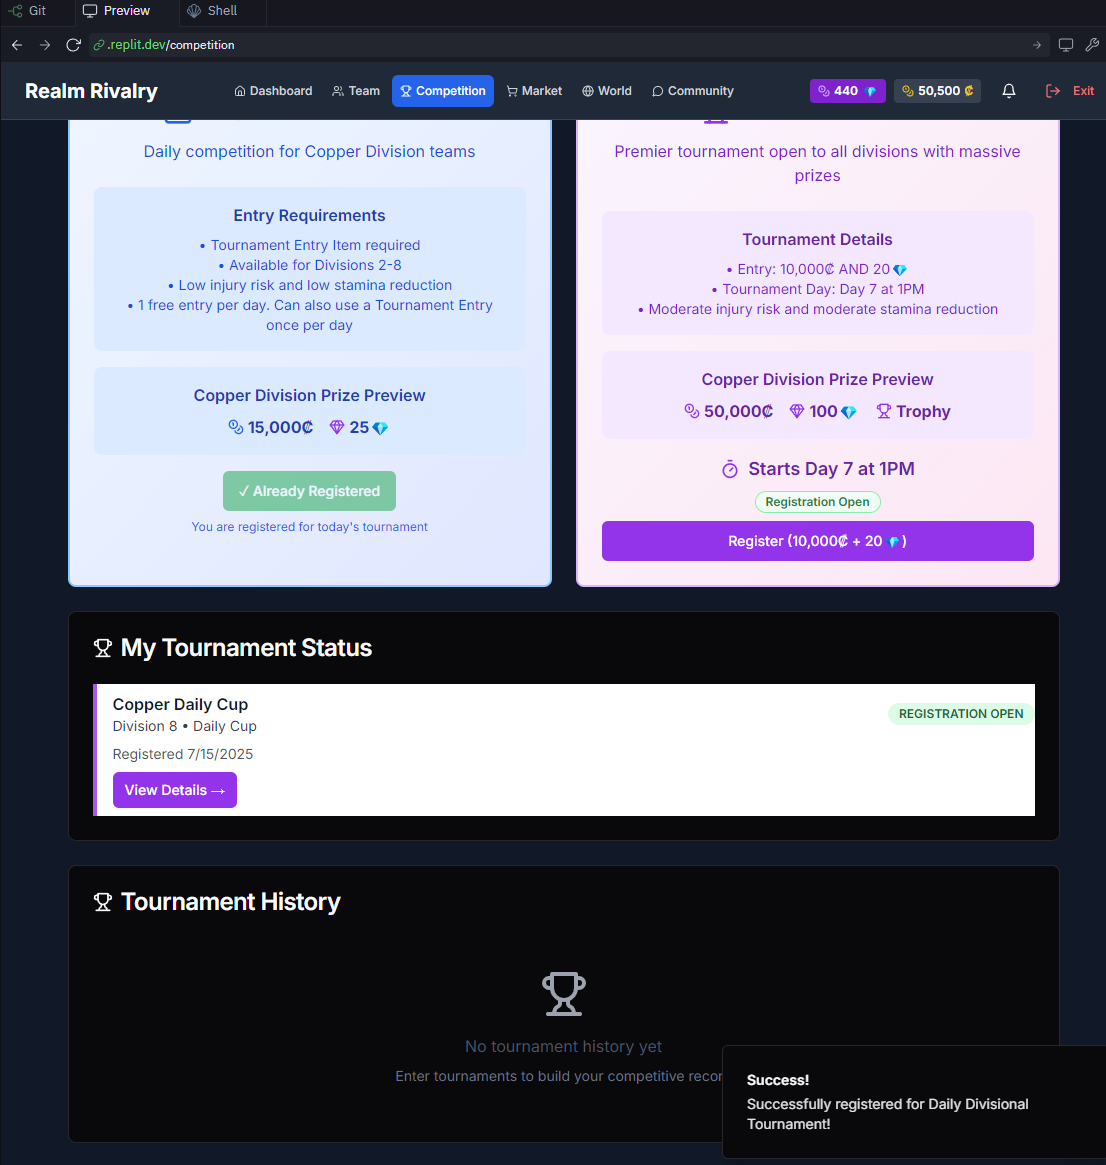 Git
Preview
Shell
.replit.dev/competition
Realm Rivalry
Dashboard
Team
Competition
Market
World
Community
440 💎
50,500 ₡
Exit
Daily competition for Copper Division teams
Entry Requirements
• Tournament Entry Item required
• Available for Divisions 2-8
• Low injury risk and low stamina reduction
• 1 free entry per day. Can also use a Tournament Entry
once per day
Copper Division Prize Preview
15,000₡
25💎
✓ Already Registered
You are registered for today's tournament
Premier tournament open to all divisions with massive
prizes
Tournament Details
• Entry: 10,000₡ AND 20💎
• Tournament Day: Day 7 at 1PM
• Moderate injury risk and moderate stamina reduction
Copper Division Prize Preview
50,000₡
100💎
Trophy
Starts Day 7 at 1PM
Registration Open
Register (10,000₡ + 20💎)
My Tournament Status
Copper Daily Cup
REGISTRATION OPEN
Division 8 • Daily Cup
Registered 7/15/2025
View Details →
Tournament History
No tournament history yet
Enter tournaments to build your competitive recor
Success!
Successfully registered for Daily Divisional
Tournament!